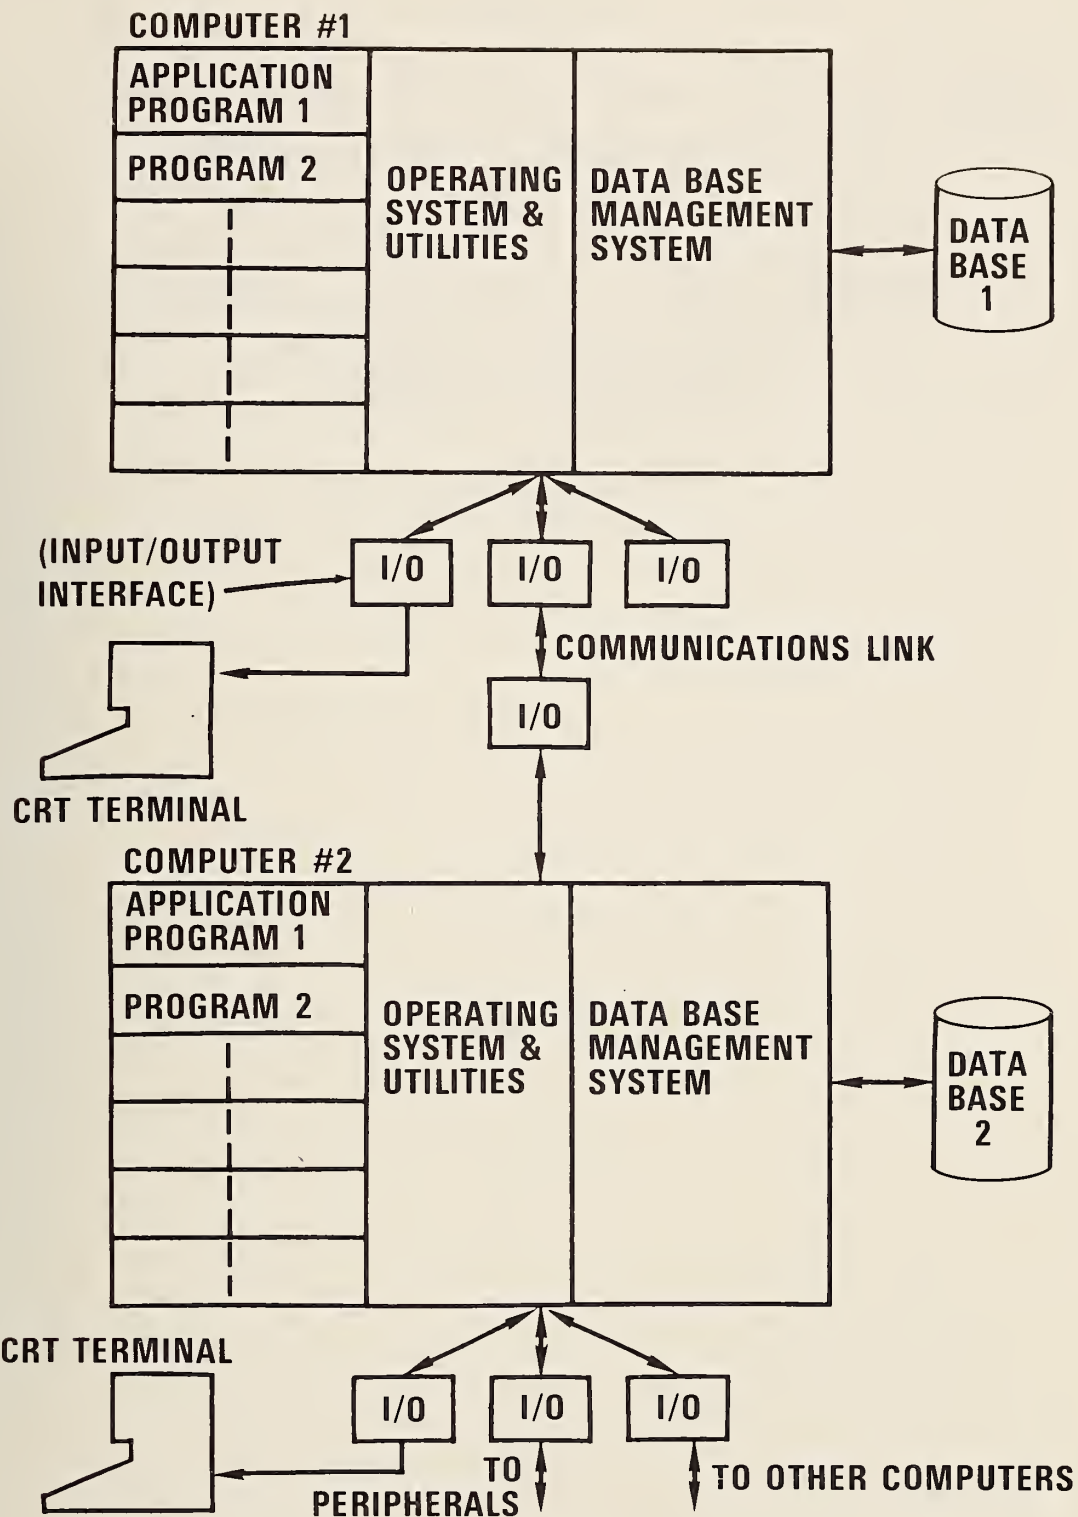 COMPUTER #1
APPLICATION
PROGRAM 1
PROGRAM 2
OPERATING
SYSTEM &
UTILITIES
DATA BASE
MANAGEMENT
SYSTEM
DATA
BASE
1
(INPUT/OUTPUT
INTERFACE)
I/O
I/O
I/O
COMMUNICATIONS LINK
I/O
CRT TERMINAL
COMPUTER #2
APPLICATION
PROGRAM 1
PROGRAM 2
OPERATING
SYSTEM &
UTILITIES
DATA BASE
MANAGEMENT
SYSTEM
DATA
BASE
2
CRT TERMINAL
I/O
I/O
I/O
TO
PERIPHERALS
TO OTHER COMPUTERS